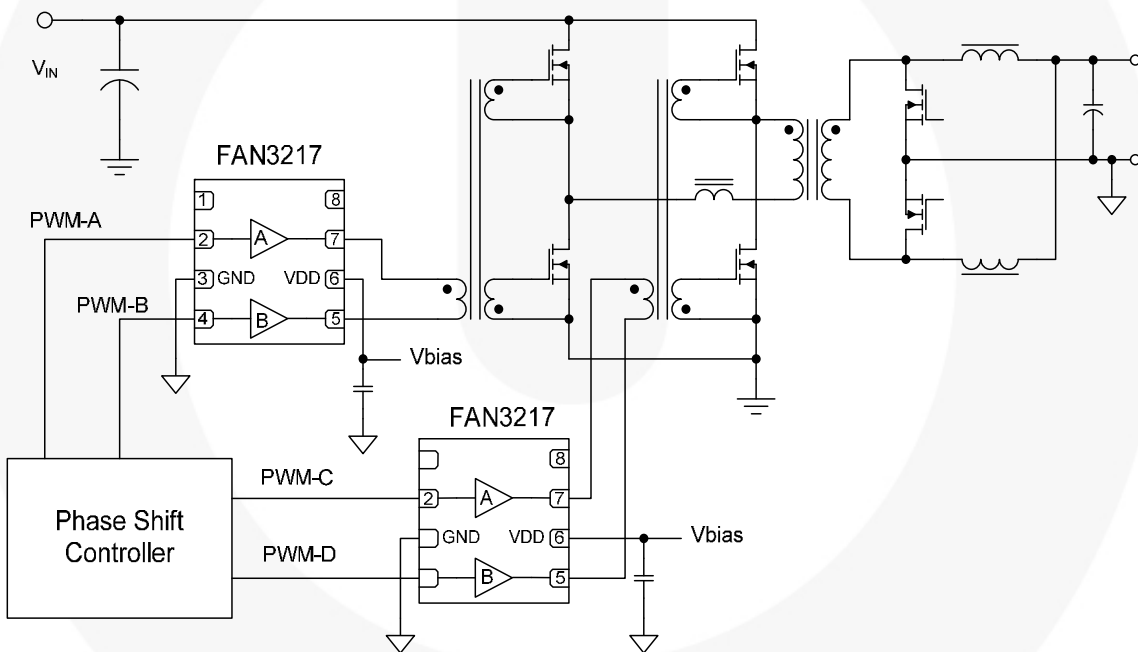 VIN
FAN3217
1 8
PWM-A
2 A 7
3 GND VDD 6
PWM-B
4 B 5
Vbias
FAN3217
8
PWM-C
2 A 7
GND VDD 6
Vbias
PWM-D
B 5
Phase Shift
Controller